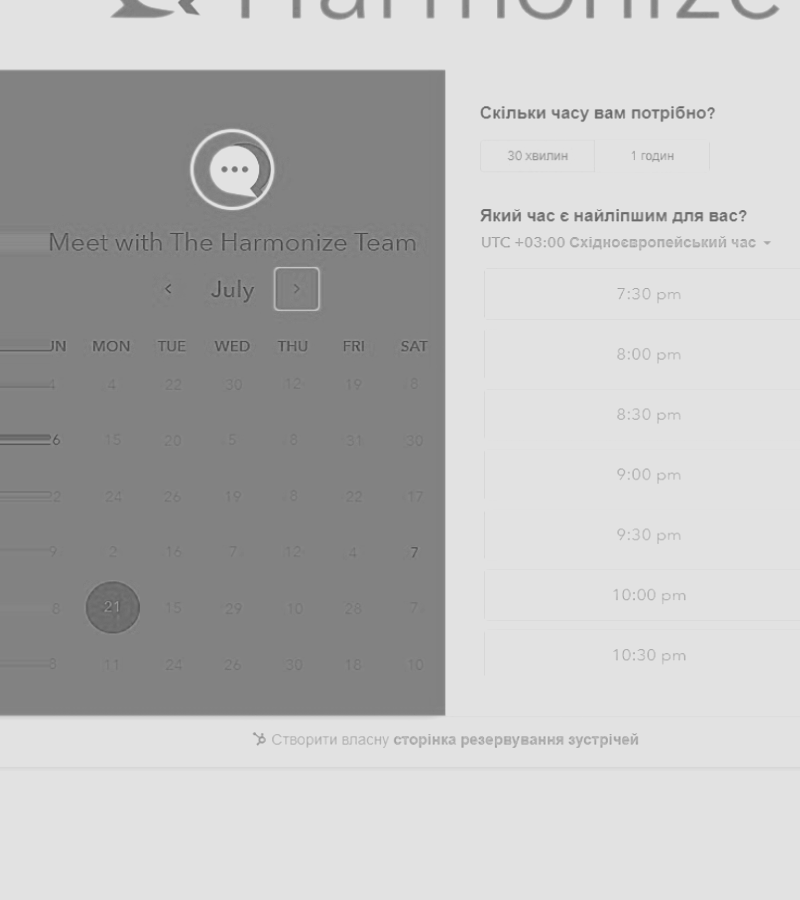 Harmonize
Meet with The Harmonize Team
July
UN MON TUE WED THU FRI SAT
4 4 22 30 12 19 8
6 15 20 5 8 31 30
2 24 26 19 8 22 17
9 2 16 7 12 4 7
8 21 15 29 10 28 7
8 11 24 26 30 18 10
Скільки часу вам потрібно?
30 хвилин 1 годин
Який час є найліпшим для вас?
UTC +03:00 Східноєвропейський час
7:30 pm
8:00 pm
8:30 pm
9:00 pm
9:30 pm
10:00 pm
10:30 pm
Створити власну сторінка резервування зустрічей